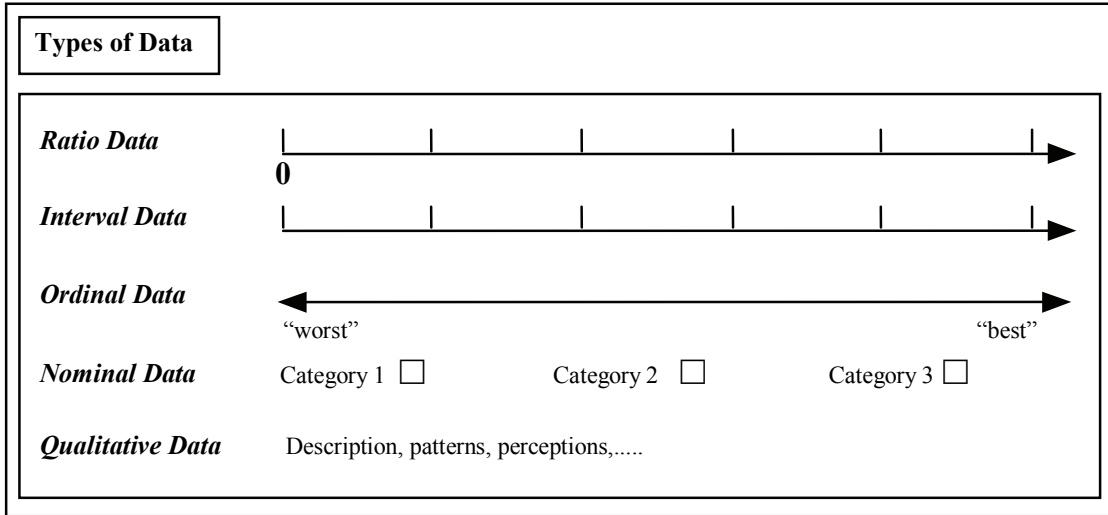 Types of Data
Ratio Data
0
Interval Data
Ordinal Data
“worst” “best”
Nominal Data Category 1 Category 2 Category 3
Qualitative Data Description, patterns, perceptions,.....